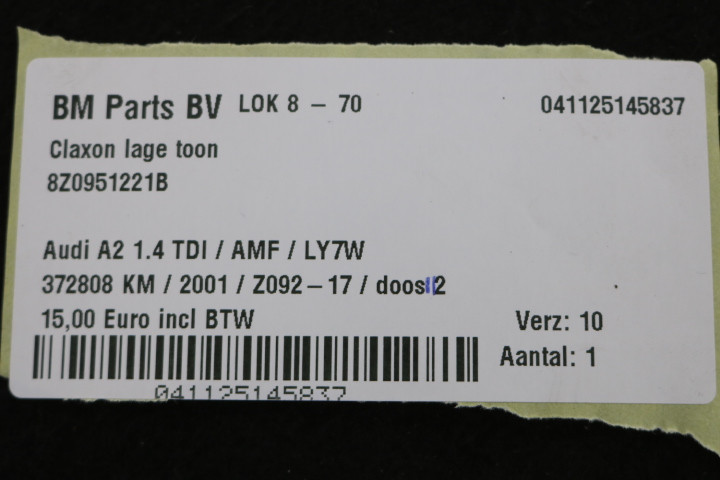 BM Parts BV LOK 8 – 70 041125145837
Claxon lage toon
8Z0951221B
Audi A2 1.4 TDI / AMF / LY7W
372808 KM / 2001 / Z092–17 / doos 2
15,00 Euro incl BTW Verz: 10
Aantal: 1
041125145837